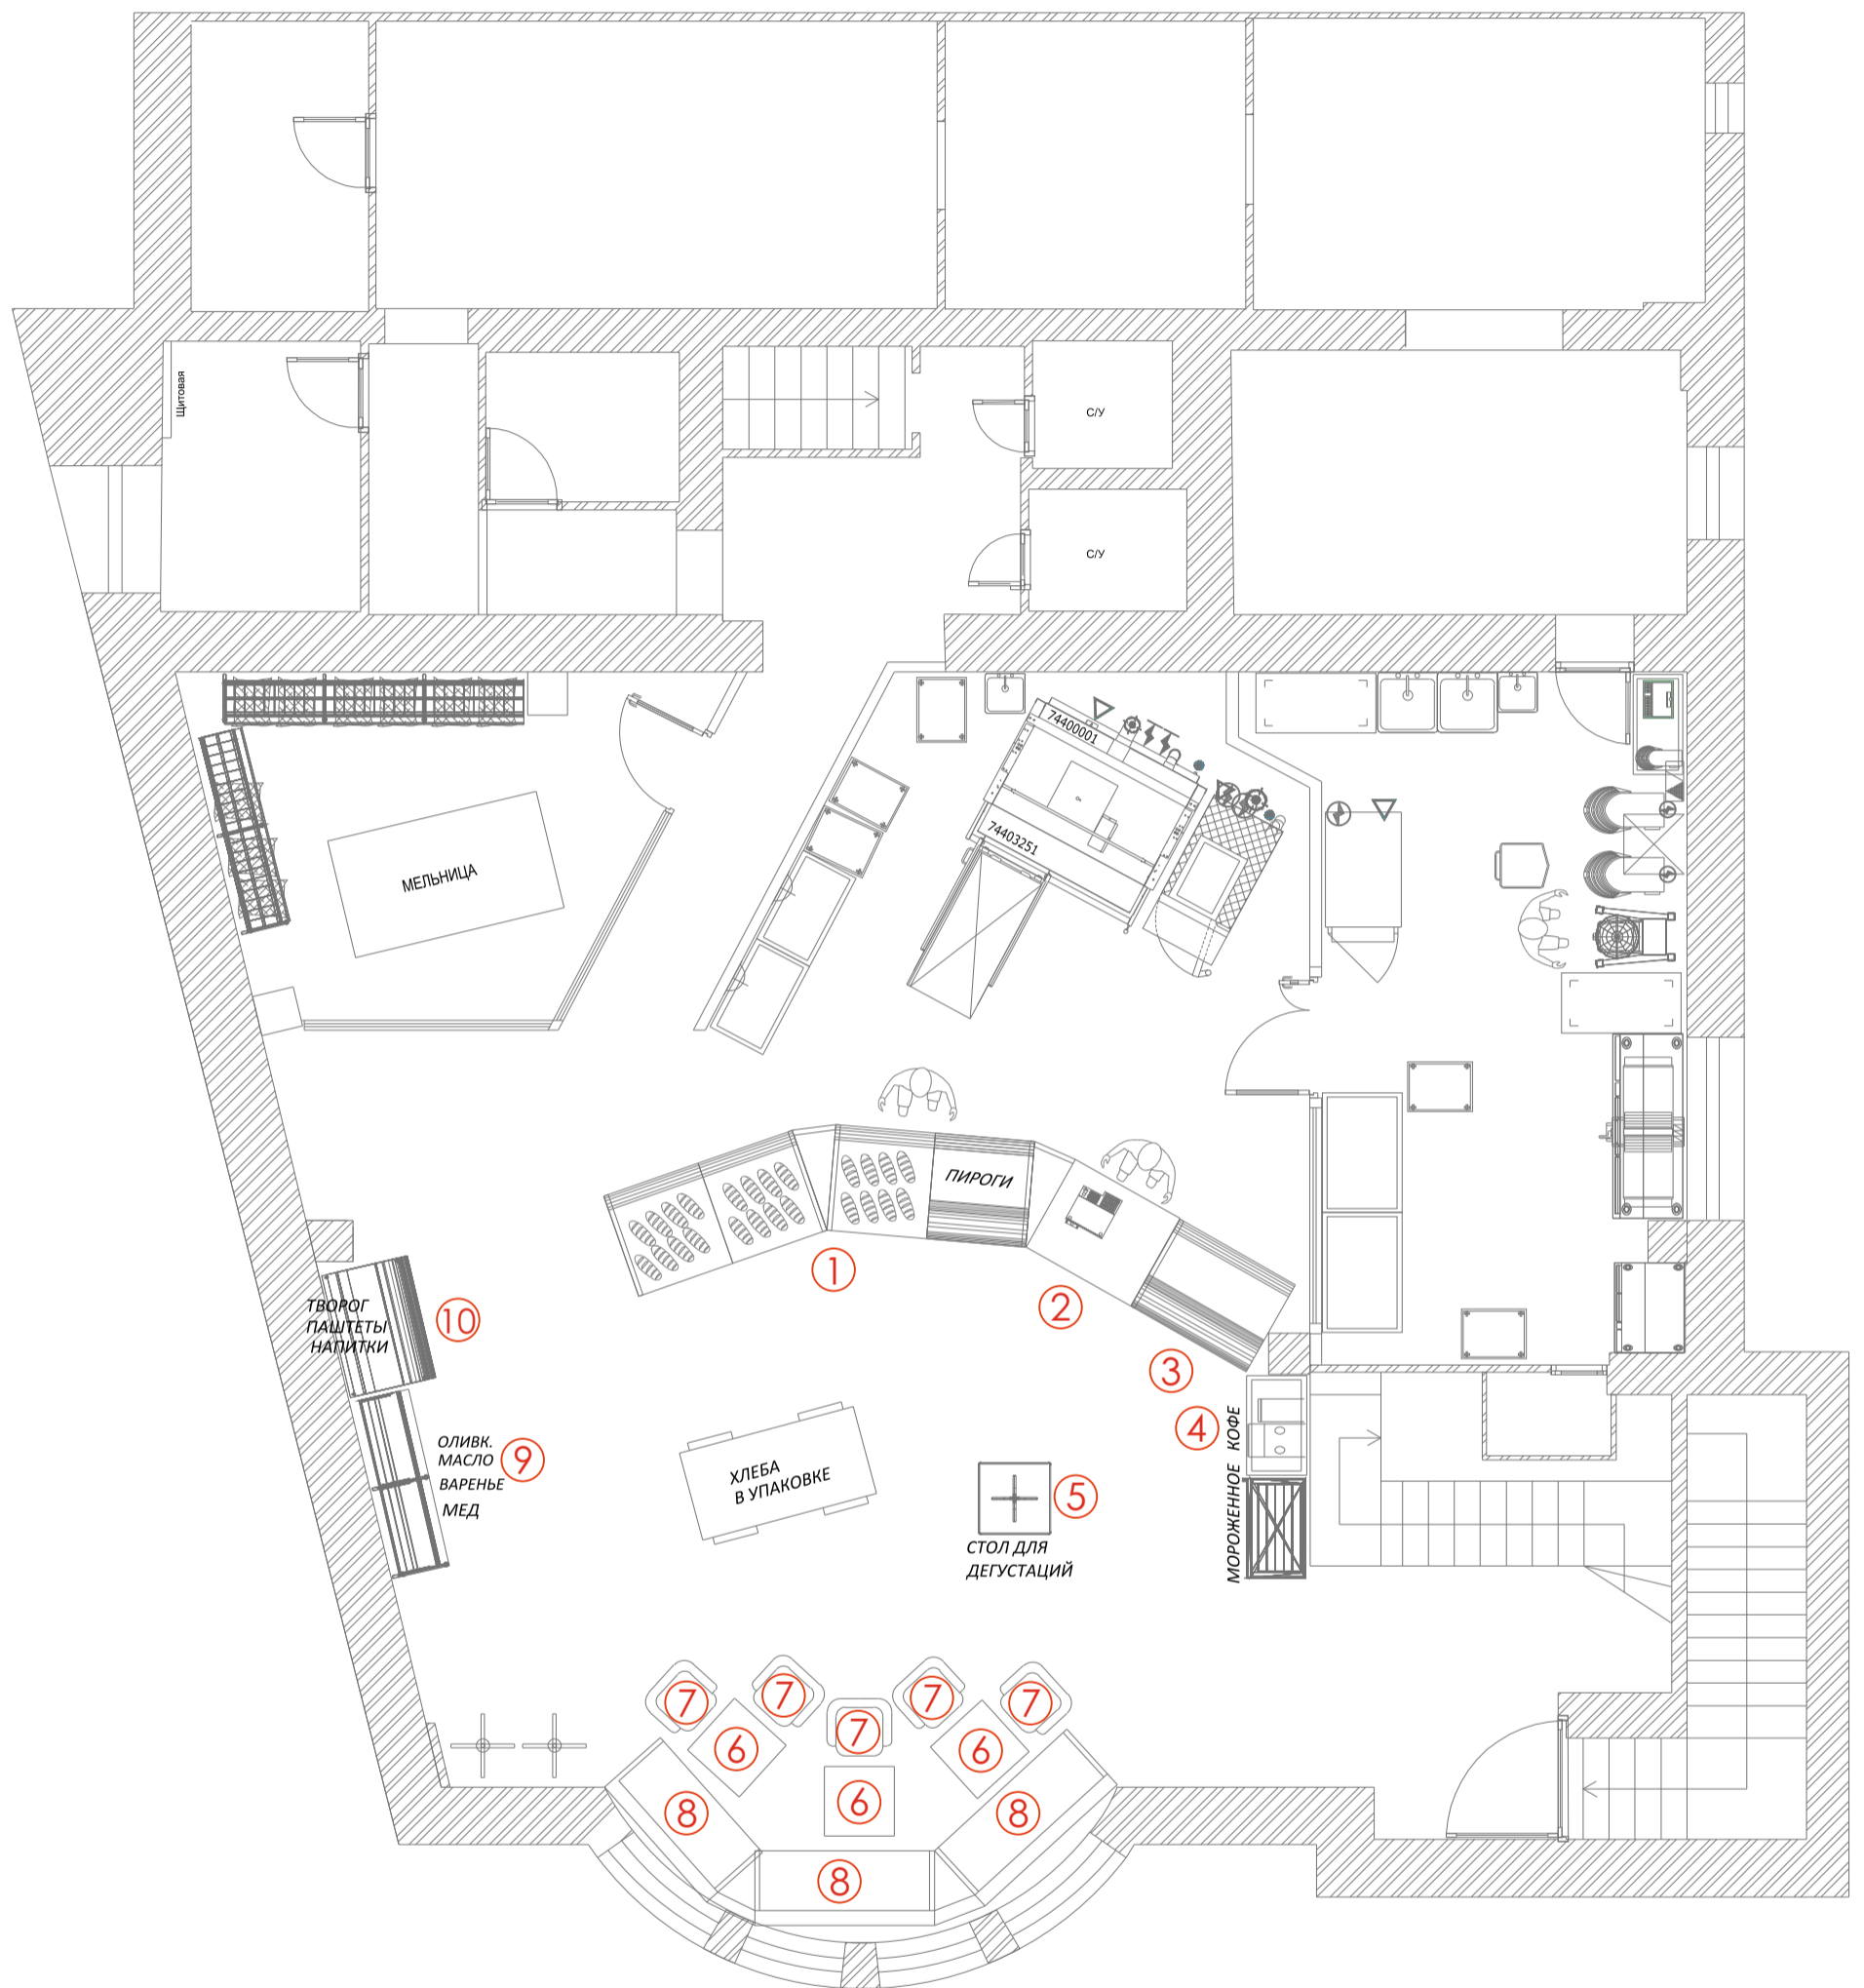 Щитовая
С/У
С/У
74400001
74403251
МЕЛЬНИЦА
ПИРОГИ
1
2
3
4
ТВОРОГ
ПАШТЕТЫ
НАПИТКИ
10
ОЛИВК.
МАСЛО
ВАРЕНЬЕ
МЕД
9
ХЛЕБА
В УПАКОВКЕ
5
СТОЛ ДЛЯ
ДЕГУСТАЦИЙ
МОРОЖЕННОЕ КОФЕ
7
7
7
7
7
6
6
6
8
8
8